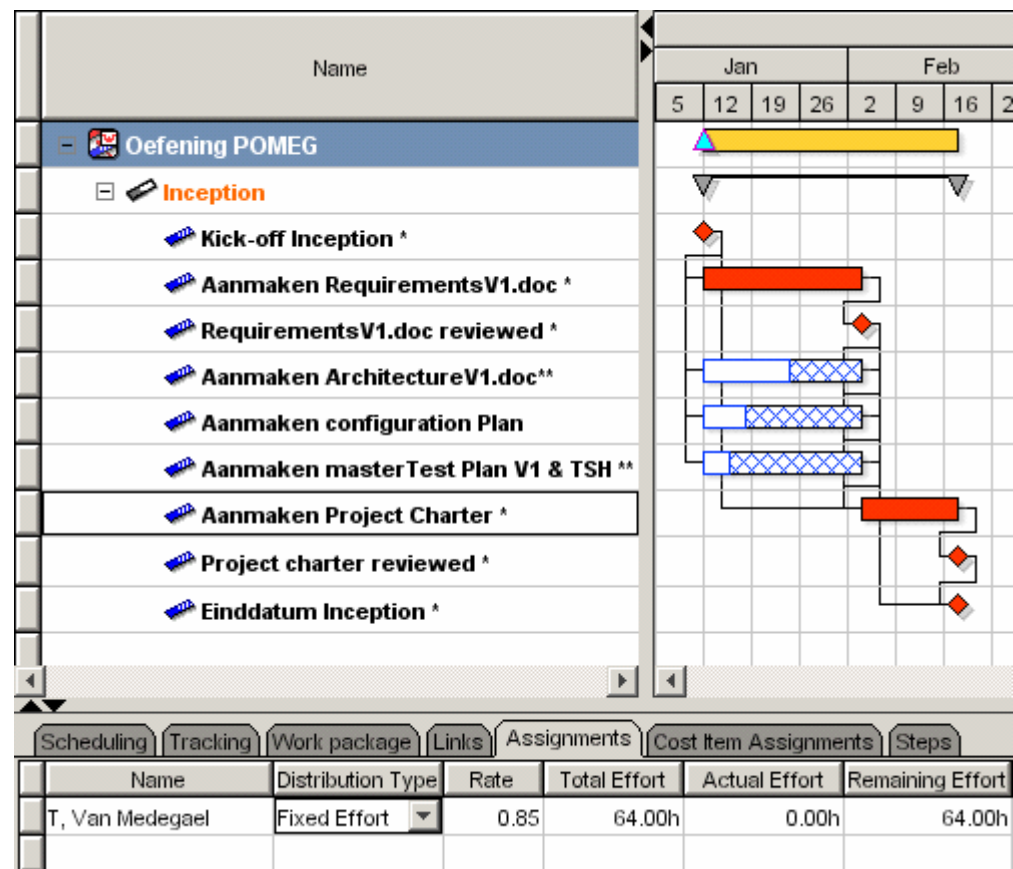 Name
Jan Feb
5 12 19 26 2 9 16 2
Oefening POMEG
Inception
Kick-off Inception *
Aanmaken RequirementsV1.doc *
RequirementsV1.doc reviewed *
Aanmaken ArchitectureV1.doc**
Aanmaken configuration Plan
Aanmaken masterTest Plan V1 & TSH **
Aanmaken Project Charter *
Project charter reviewed *
Einddatum Inception *
Scheduling Tracking Work package Links Assignments Cost Item Assignments Steps
Name Distribution Type Rate Total Effort Actual Effort Remaining Effort
T, Van Medegael Fixed Effort 0.85 64.00h 0.00h 64.00h